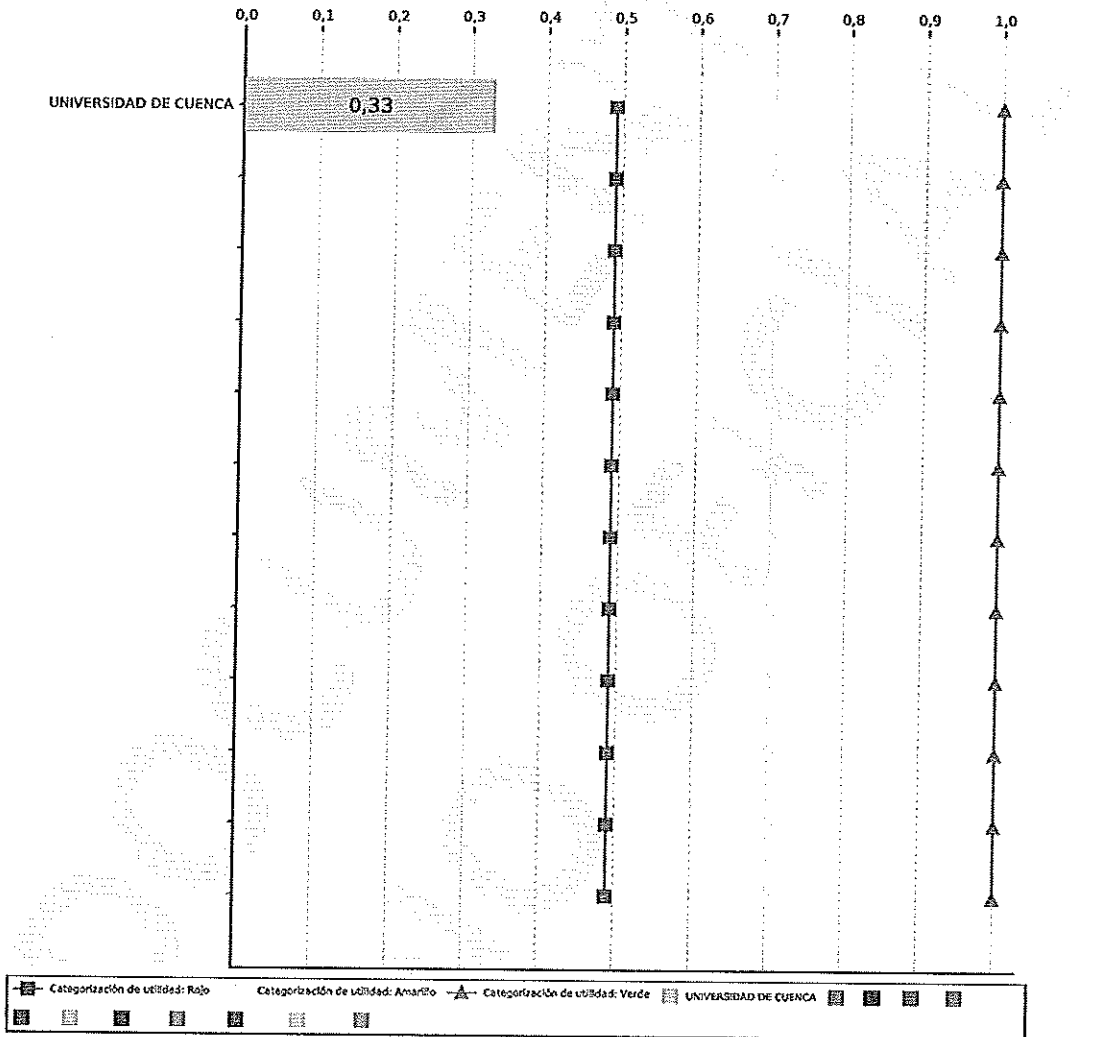 0,0 0,1 0,2 0,3 0,4 0,5 0,6 0,7 0,8 0,9 1,0
UNIVERSIDAD DE CUENCA
0,33
Categorización de utilidad: Rojo Categorización de utilidad: Amarillo Categorización de utilidad: Verde UNIVERSIDAD DE CUENCA